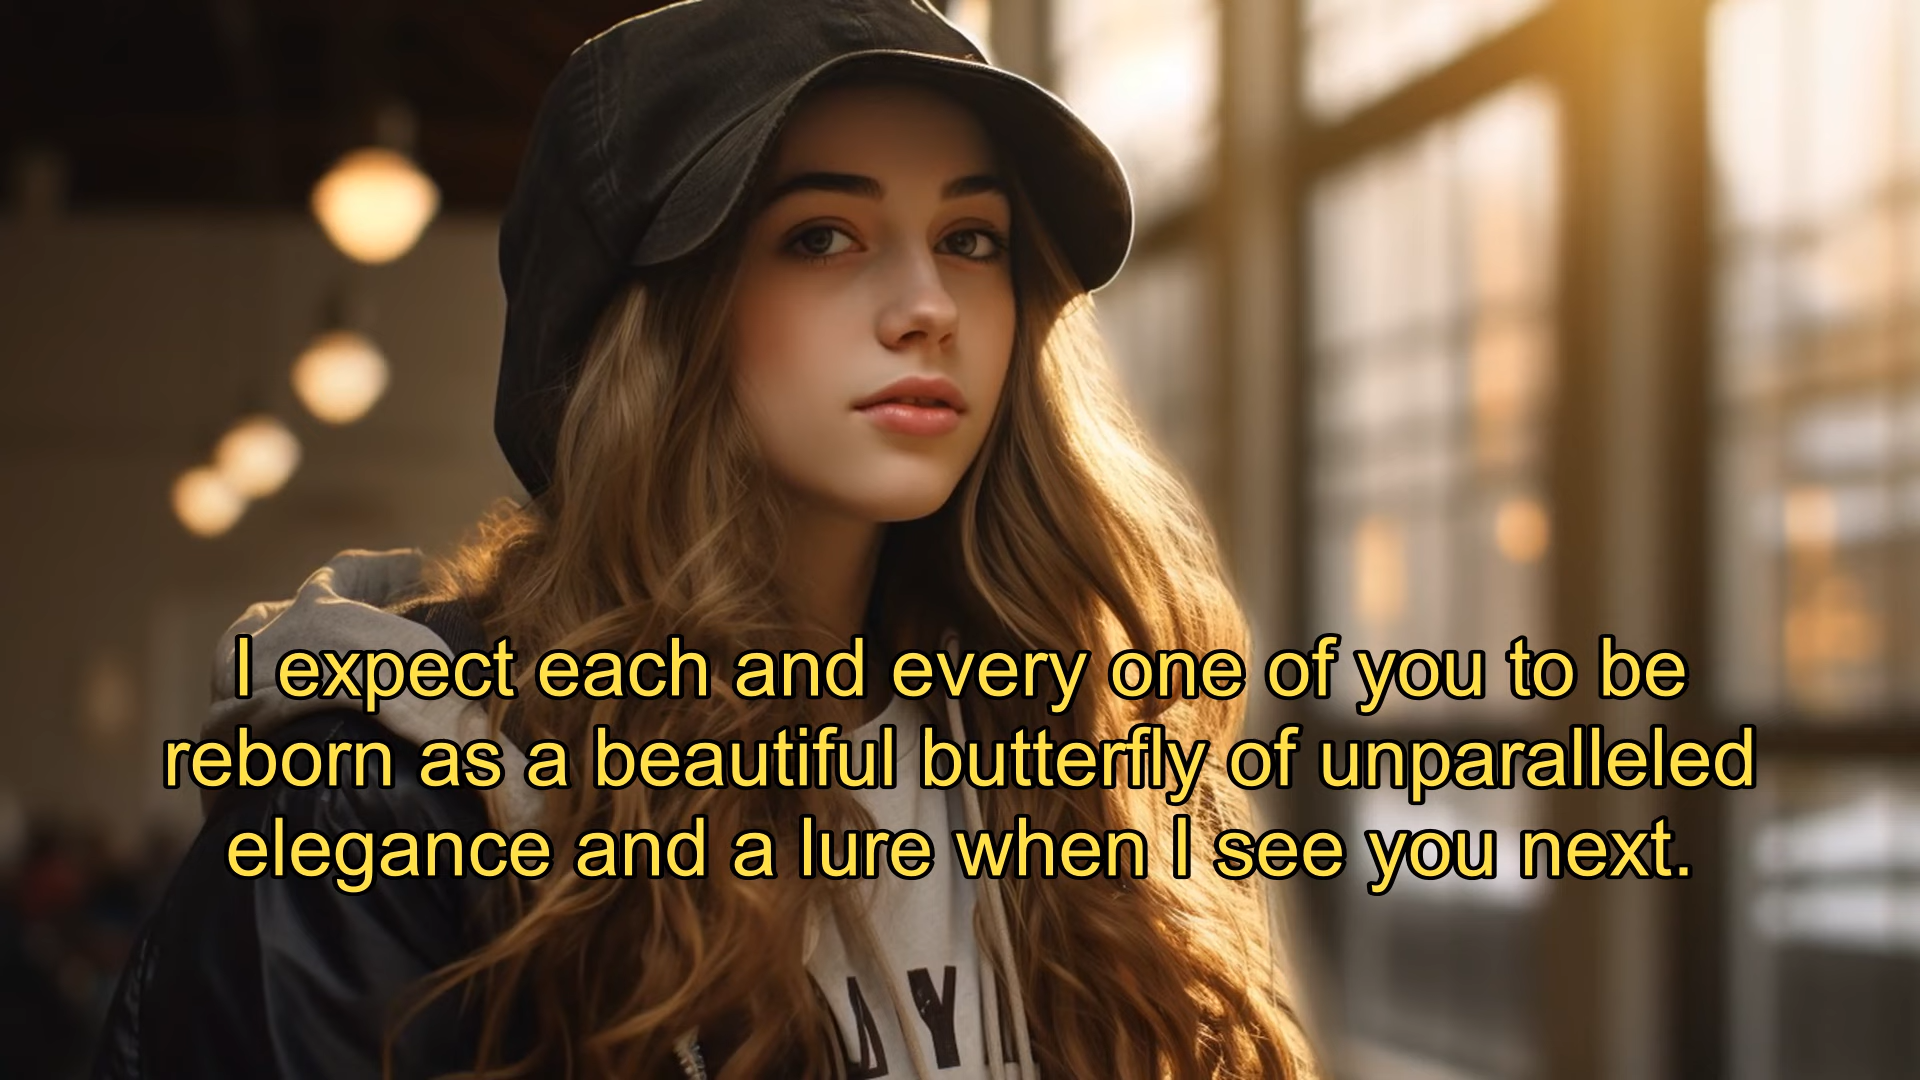 I expect each and every one of you to be
reborn as a beautiful butterfly of unparalleled
elegance and a lure when I see you next.